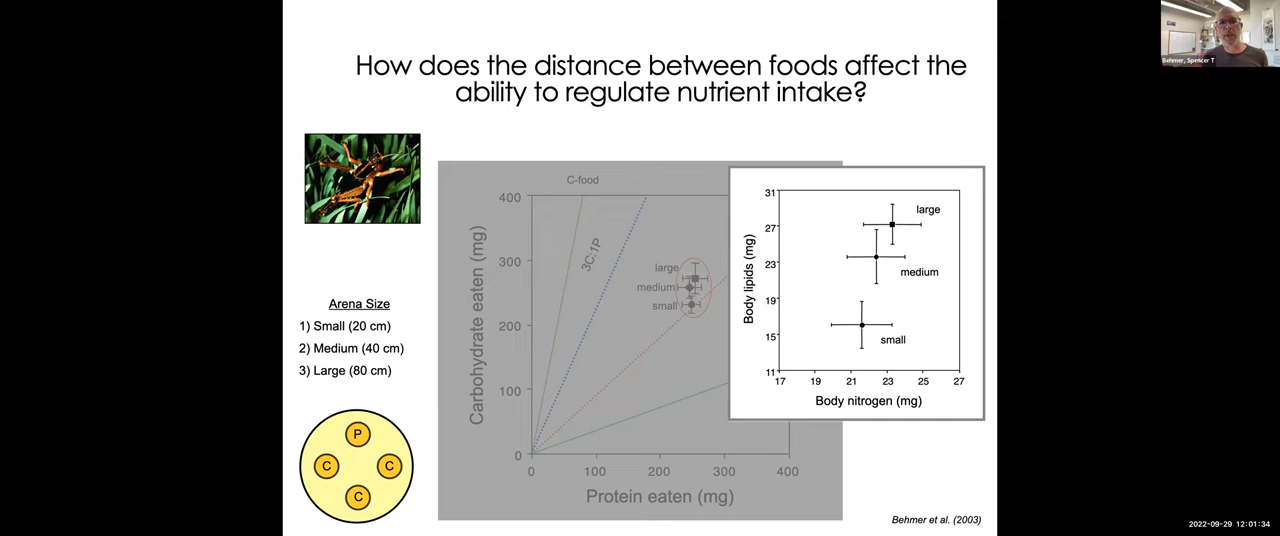 Behmer, Spencer T
How does the distance between foods affect the
ability to regulate nutrient intake?
Arena Size
1) Small (20 cm)
2) Medium (40 cm)
3) Large (80 cm)
P
C
C
C
C-food
400
300
200
100
0
Carbohydrate eaten (mg)
3C:1P
large
medium
small
0
100
200
300
400
Protein eaten (mg)
31
27
23
19
15
11
Body lipids (mg)
large
medium
small
17
19
21
23
25
27
Body nitrogen (mg)
Behmer et al. (2003)
2022-09-29 12:01:34